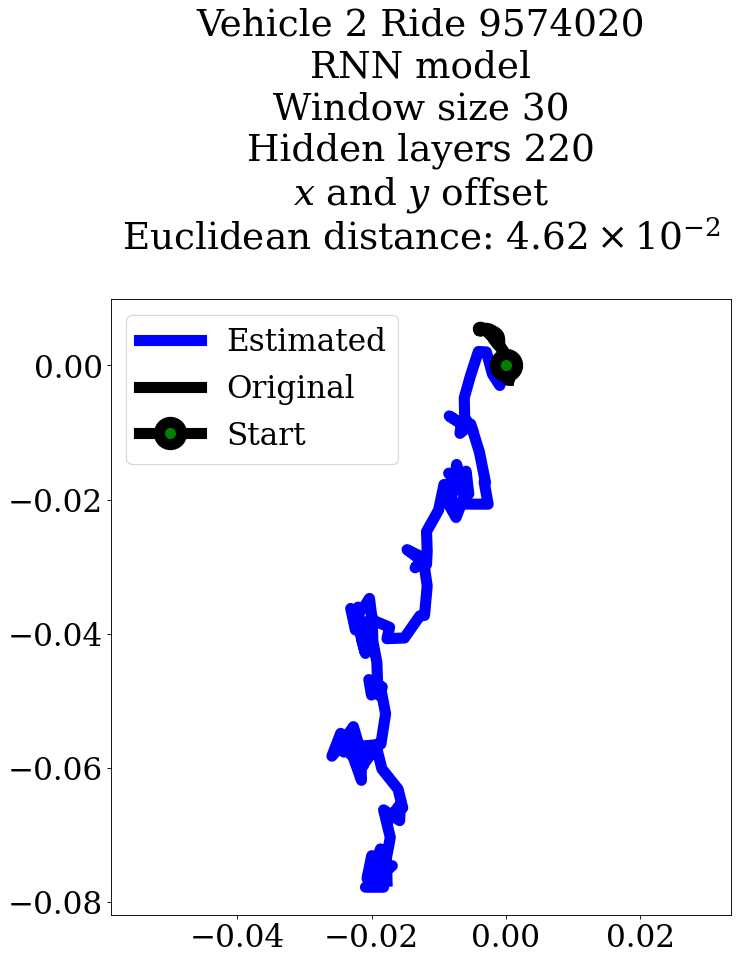 Vehicle 2 Ride 9574020
RNN model
Window size 30
Hidden layers 220
x and y offset
Euclidean distance: 4.62 × 10⁻²
Estimated
Original
Start
0.00
−0.02
−0.04
−0.06
−0.08
−0.04 −0.02 0.00 0.02